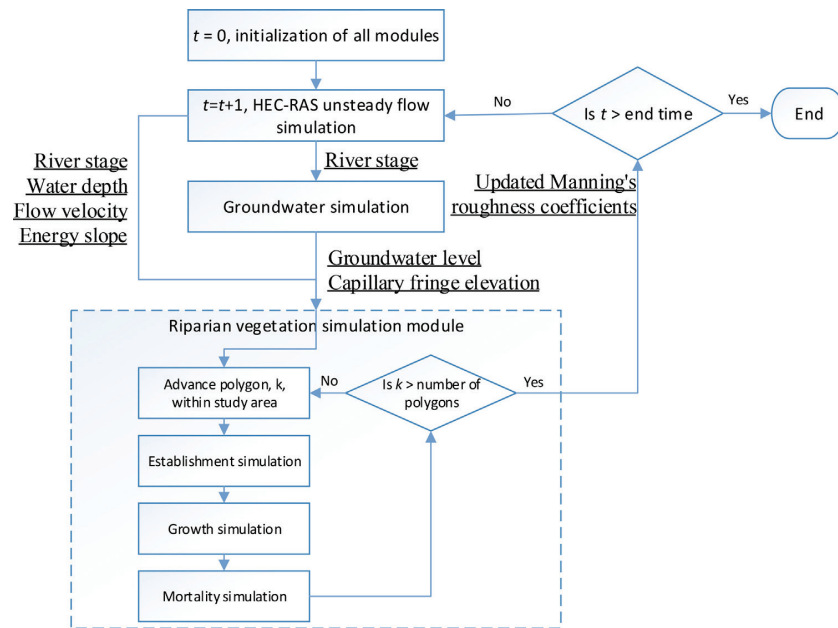 t = 0, initialization of all modules
t=t+1, HEC-RAS unsteady flow
simulation
No
Is t > end time
Yes
End
River stage
Water depth
Flow velocity
Energy slope
River stage
Updated Manning's
roughness coefficients
Groundwater simulation
Groundwater level
Capillary fringe elevation
Riparian vegetation simulation module
Advance polygon, k,
within study area
No
Is k > number of
polygons
Yes
Establishment simulation
Growth simulation
Mortality simulation